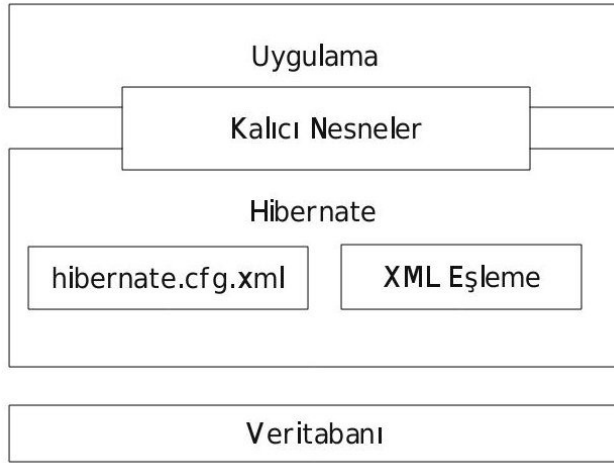 Uygulama
Kalıcı Nesneler
Hibernate
hibernate.cfg.xml
XML Eşleme
Veritabanı